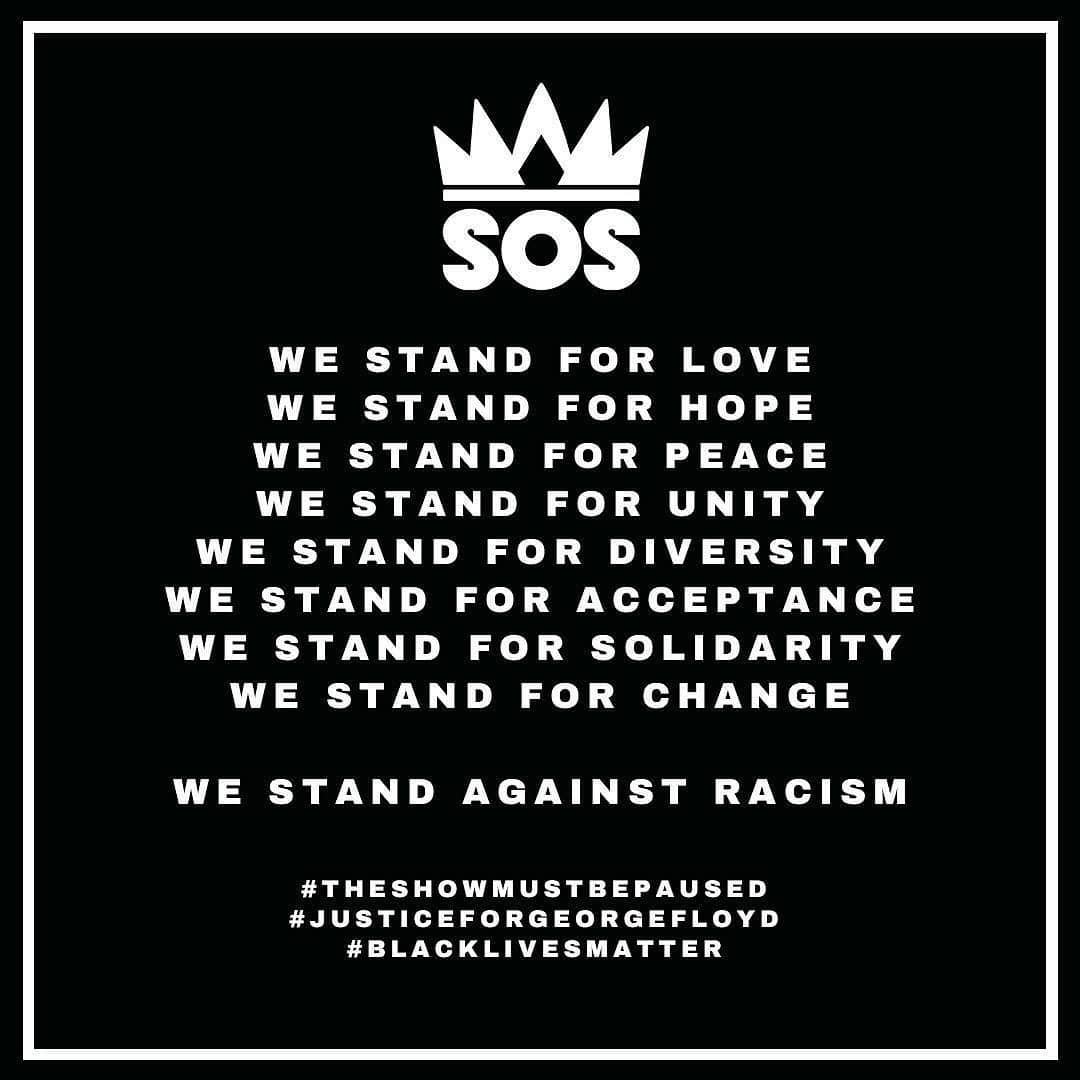 SOS
WE STAND FOR LOVE
WE STAND FOR HOPE
WE STAND FOR PEACE
WE STAND FOR UNITY
WE STAND FOR DIVERSITY
WE STAND FOR ACCEPTANCE
WE STAND FOR SOLIDARITY
WE STAND FOR CHANGE
WE STAND AGAINST RACISM
#THESHOWMUSTBEPAUSED
#JUSTICEFORGEORGEFLOYD
#BLACKLIVESMATTER